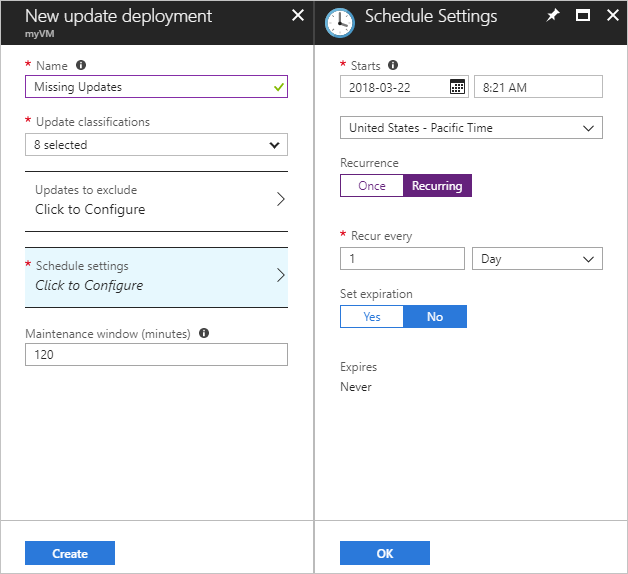 New update deployment
myVM
* Name
Missing Updates
* Update classifications
8 selected
Updates to exclude
Click to Configure
* Schedule settings
Click to Configure
Maintenance window (minutes)
120
Create
Schedule Settings
* Starts
2018-03-22
8:21 AM
United States - Pacific Time
Recurrence
Once
Recurring
* Recur every
1
Day
Set expiration
Yes
No
Expires
Never
OK